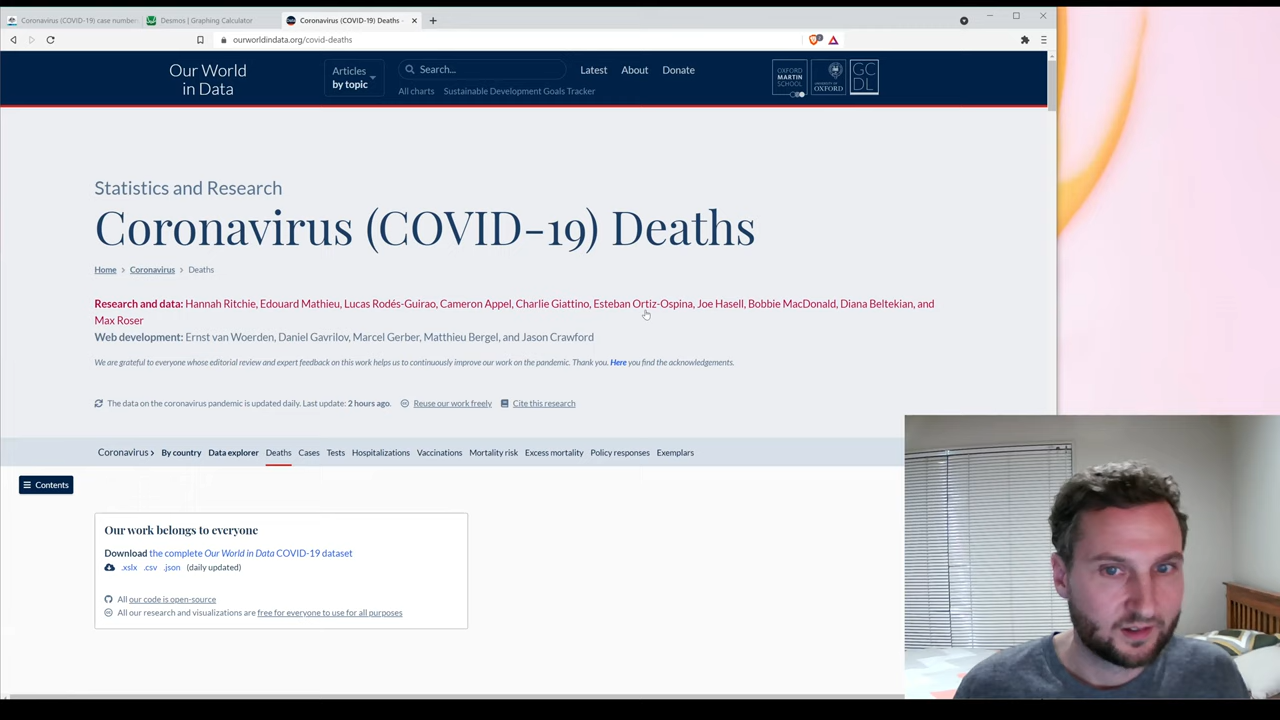 Coronavirus (COVID-19) case number
Desmos | Graphing Calculator
Coronavirus (COVID-19) Deaths -
ourworldindata.org/covid-deaths
Our World
in Data
Articles
by topic
Search...
Latest
About
Donate
All charts
Sustainable Development Goals Tracker
OXFORD
MARTIN
SCHOOL
UNIVERSITY OF
OXFORD
GC
DL
Statistics and Research
Coronavirus (COVID-19) Deaths
Home > Coronavirus > Deaths
Research and data: Hannah Ritchie, Edouard Mathieu, Lucas Rodés-Guirao, Cameron Appel, Charlie Giattino, Esteban Ortiz-Ospina, Joe Hasell, Bobbie MacDonald, Diana Beltekian, and
Max Roser
Web development: Ernst van Woerden, Daniel Gavrilov, Marcel Gerber, Matthieu Bergel, and Jason Crawford
We are grateful to everyone whose editorial review and expert feedback on this work helps us to continuously improve our work on the pandemic. Thank you. Here you find the acknowledgements.
The data on the coronavirus pandemic is updated daily. Last update: 2 hours ago.
Reuse our work freely
Cite this research
Coronavirus > By country Data explorer Deaths Cases Tests Hospitalizations Vaccinations Mortality risk Excess mortality Policy responses Exemplars
Contents
Our work belongs to everyone
Download the complete Our World in Data COVID-19 dataset
.xslx .csv .json (daily updated)
All our code is open-source
All our research and visualizations are free for everyone to use for all purposes